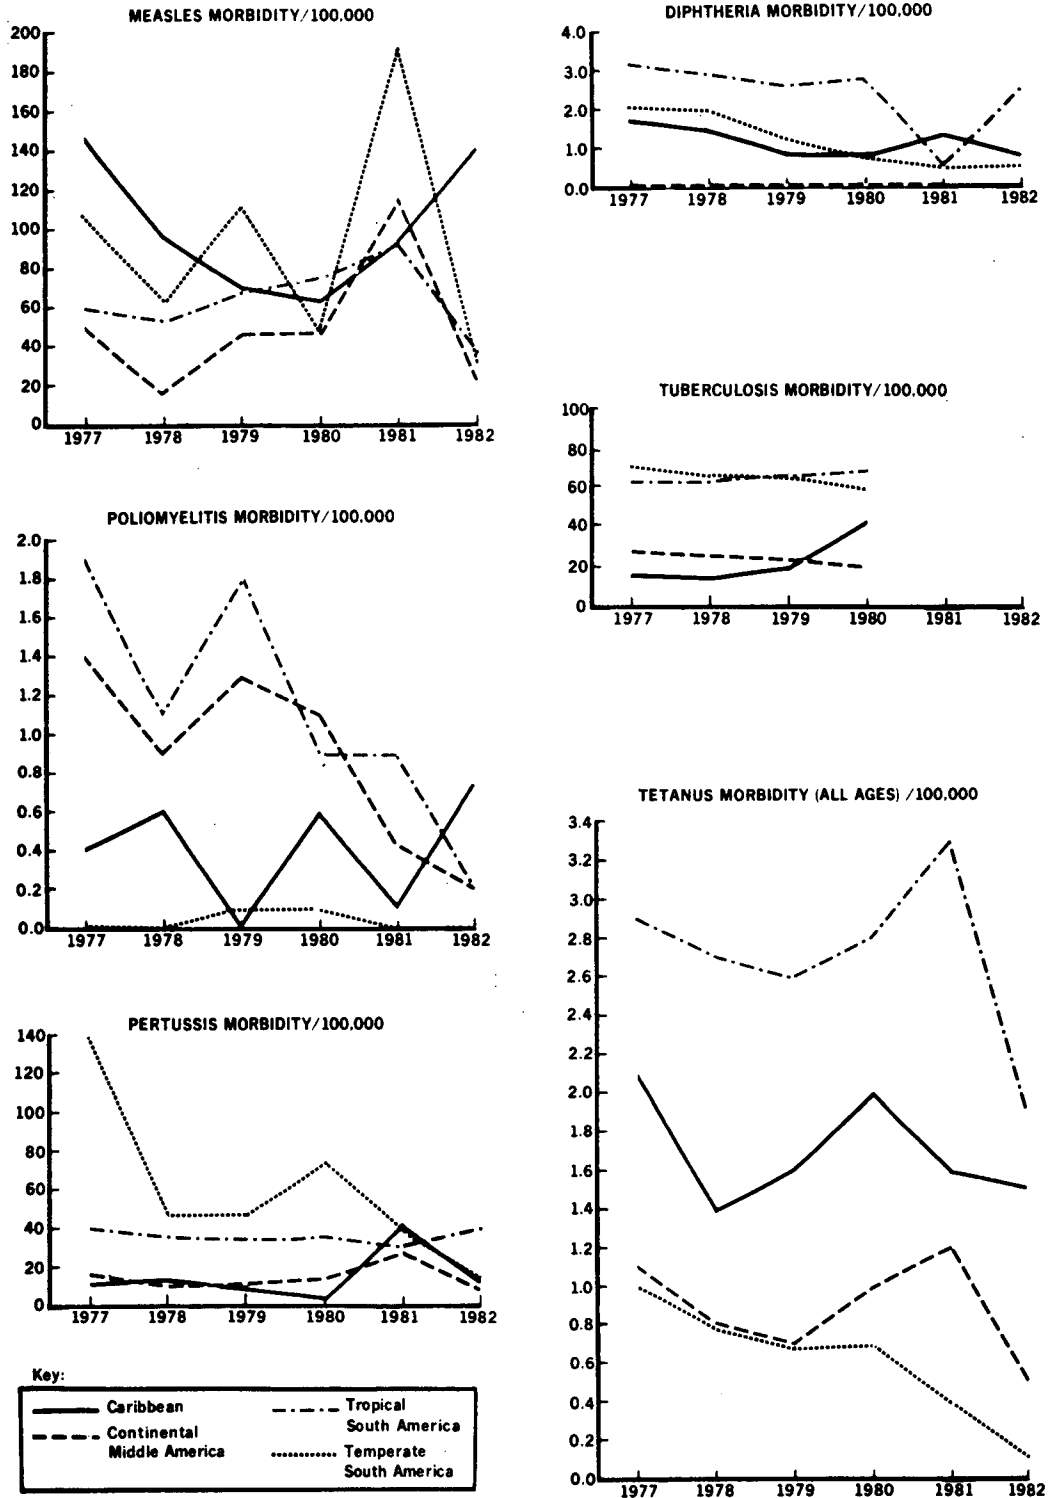 MEASLES MORBIDITY/100,000
200
180
160
140
120
100
80
60
40
20
0
1977 1978 1979 1980 1981 1982
POLIOMYELITIS MORBIDITY/100,000
2.0
1.8
1.6
1.4
1.2
1.0
0.8
0.6
0.4
0.2
0.0
1977 1978 1979 1980 1981 1982
PERTUSSIS MORBIDITY/100,000
140
120
100
80
60
40
20
0
1977 1978 1979 1980 1981 1982
Key:
Caribbean
Continental
Middle America
Tropical
South America
Temperate
South America
DIPHTHERIA MORBIDITY/100,000
4.0
3.0
2.0
1.0
0.0
1977 1978 1979 1980 1981 1982
TUBERCULOSIS MORBIDITY/100,000
100
80
60
40
20
0
1977 1978 1979 1980 1981 1982
TETANUS MORBIDITY (ALL AGES) /100,000
3.4
3.2
3.0
2.8
2.6
2.4
2.2
2.0
1.8
1.6
1.4
1.2
1.0
0.8
0.6
0.4
0.2
0.0
1977 1978 1979 1980 1981 1982